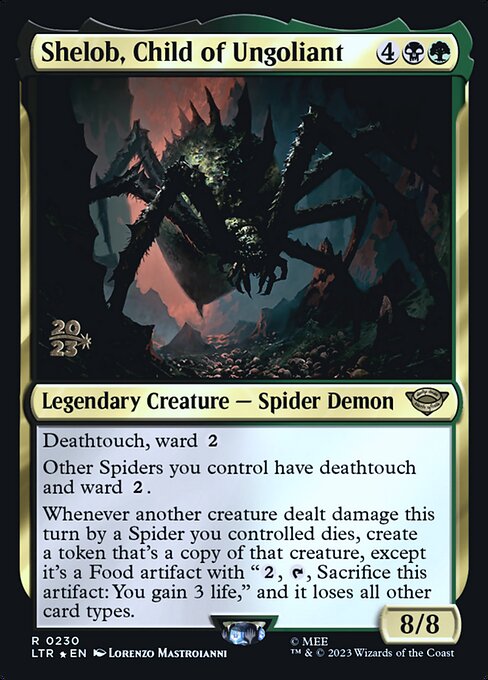 Shelob, Child of Ungoliant 4
2023
Legendary Creature — Spider Demon
Deathtouch, ward 2
Other Spiders you control have deathtouch
and ward 2.
Whenever another creature dealt damage this
turn by a Spider you controlled dies, create
a token that's a copy of that creature, except
it's a Food artifact with “2, , Sacrifice this
artifact: You gain 3 life,” and it loses all other
card types.
8/8
R 0230
LTR ★ EN Lorenzo Mastroianni
© MEE
™ & © 2023 Wizards of the Coast